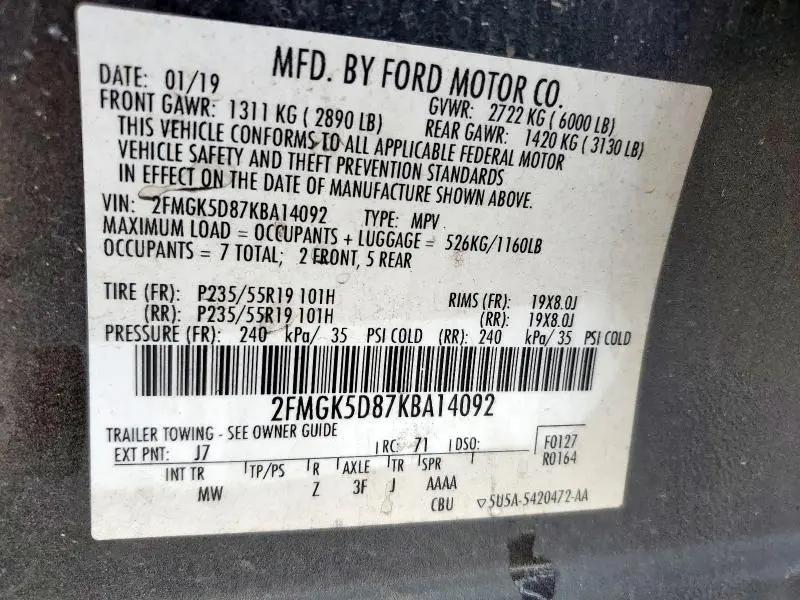 MFD. BY FORD MOTOR CO.
DATE: 01/19
GVWR: 2722 KG ( 6000 LB)
FRONT GAWR: 1311 KG ( 2890 LB)
REAR GAWR: 1420 KG ( 3130 LB)
THIS VEHICLE CONFORMS TO ALL APPLICABLE FEDERAL MOTOR
VEHICLE SAFETY AND THEFT PREVENTION STANDARDS
IN EFFECT ON THE DATE OF MANUFACTURE SHOWN ABOVE.
VIN: 2FMGK5D87KBA14092 TYPE: MPV
MAXIMUM LOAD = OCCUPANTS + LUGGAGE = 526KG/1160LB
OCCUPANTS = 7 TOTAL; 2 FRONT, 5 REAR
TIRE (FR): P235/55R19 101H RIMS (FR): 19X8.0J
(RR): P235/55R19 101H (RR): 19X8.0J
PRESSURE (FR): 240 kPa/ 35 PSI COLD (RR): 240 kPa/ 35 PSI COLD
2FMGK5D87KBA14092
TRAILER TOWING - SEE OWNER GUIDE
EXT PNT: J7 RC: 71 DSO: F0127
R0164
INT TR TP/PS R AXLE TR SPR
MW Z 3F J AAAA
CBU ▽5U5A-5420472-AA